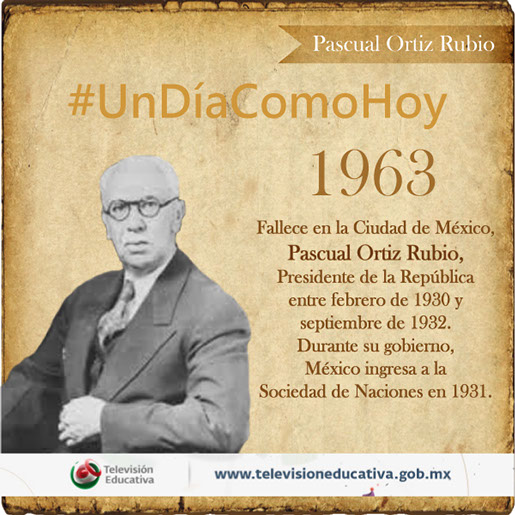 Pascual Ortiz Rubio
#UnDíaComoHoy
1963
Fallece en la Ciudad de México,
Pascual Ortiz Rubio,
Presidente de la República
entre febrero de 1930 y
septiembre de 1932.
Durante su gobierno,
México ingresa a la
Sociedad de Naciones en 1931.
Televisión
Educativa
www.televisioneducativa.gob.mx